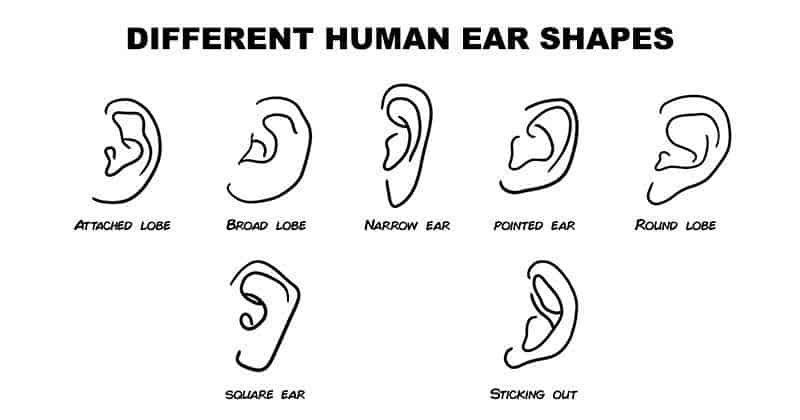 DIFFERENT HUMAN EAR SHAPES
ATTACHED LOBE
BROAD LOBE
NARROW EAR
POINTED EAR
ROUND LOBE
SQUARE EAR
STICKING OUT